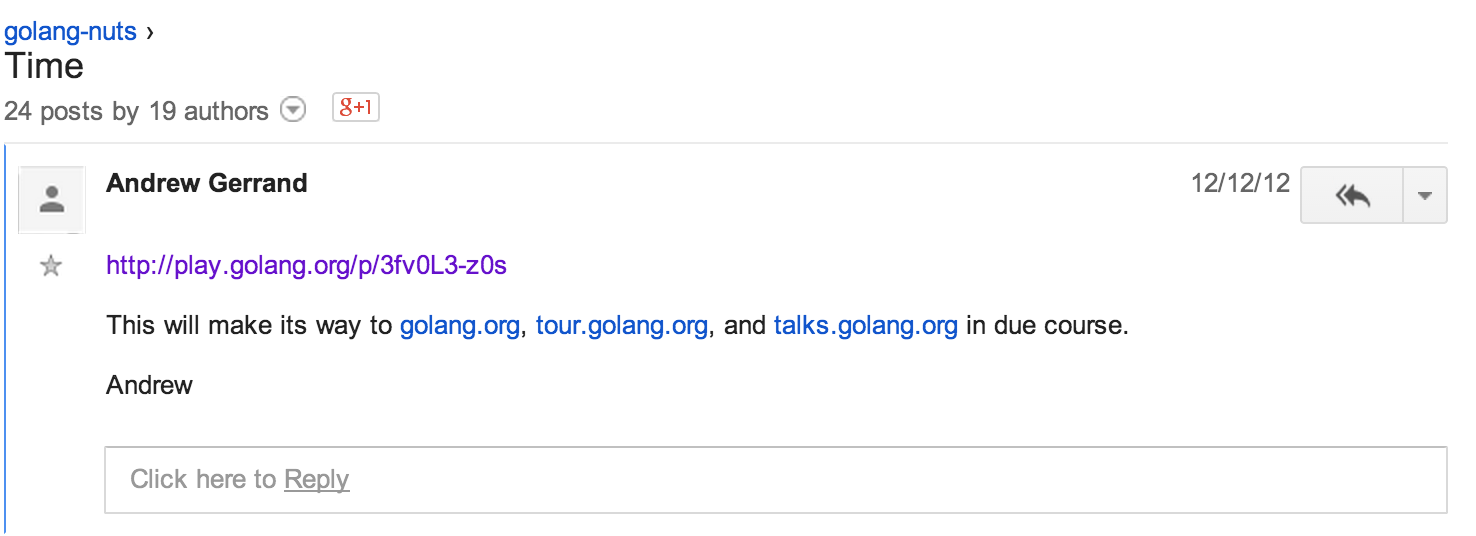 golang-nuts ›
Time
24 posts by 19 authors g+1
Andrew Gerrand 12/12/12
http://play.golang.org/p/3fv0L3-z0s
This will make its way to golang.org, tour.golang.org, and talks.golang.org in due course.
Andrew
Click here to Reply